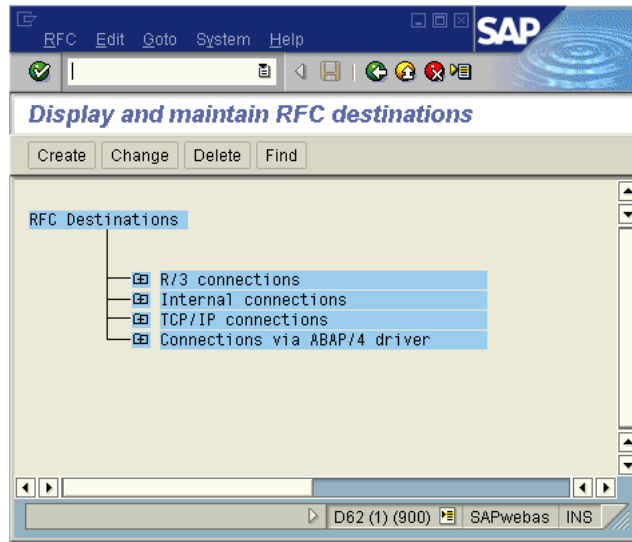 RFC Edit Goto System Help
SAP
Display and maintain RFC destinations
Create Change Delete Find
RFC Destinations
R/3 connections
Internal connections
TCP/IP connections
Connections via ABAP/4 driver
D62 (1) (900) SAPwebas INS